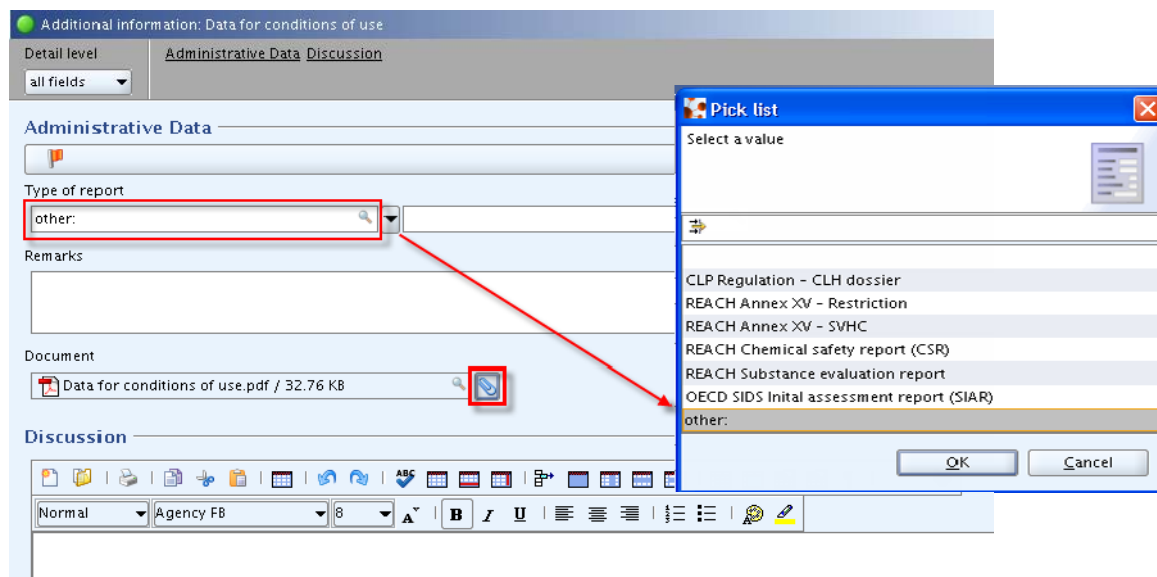 Additional information: Data for conditions of use
Detail level
Administrative Data Discussion
all fields
Administrative Data
Type of report
other:
Remarks
Document
Data for conditions of use.pdf / 32.76 KB
Discussion
ABC
Normal
Agency FB
8
A
B I U
A
Pick list
Select a value
CLP Regulation - CLH dossier
REACH Annex XV - Restriction
REACH Annex XV - SVHC
REACH Chemical safety report (CSR)
REACH Substance evaluation report
OECD SIDS Inital assessment report (SIAR)
other:
OK
Cancel